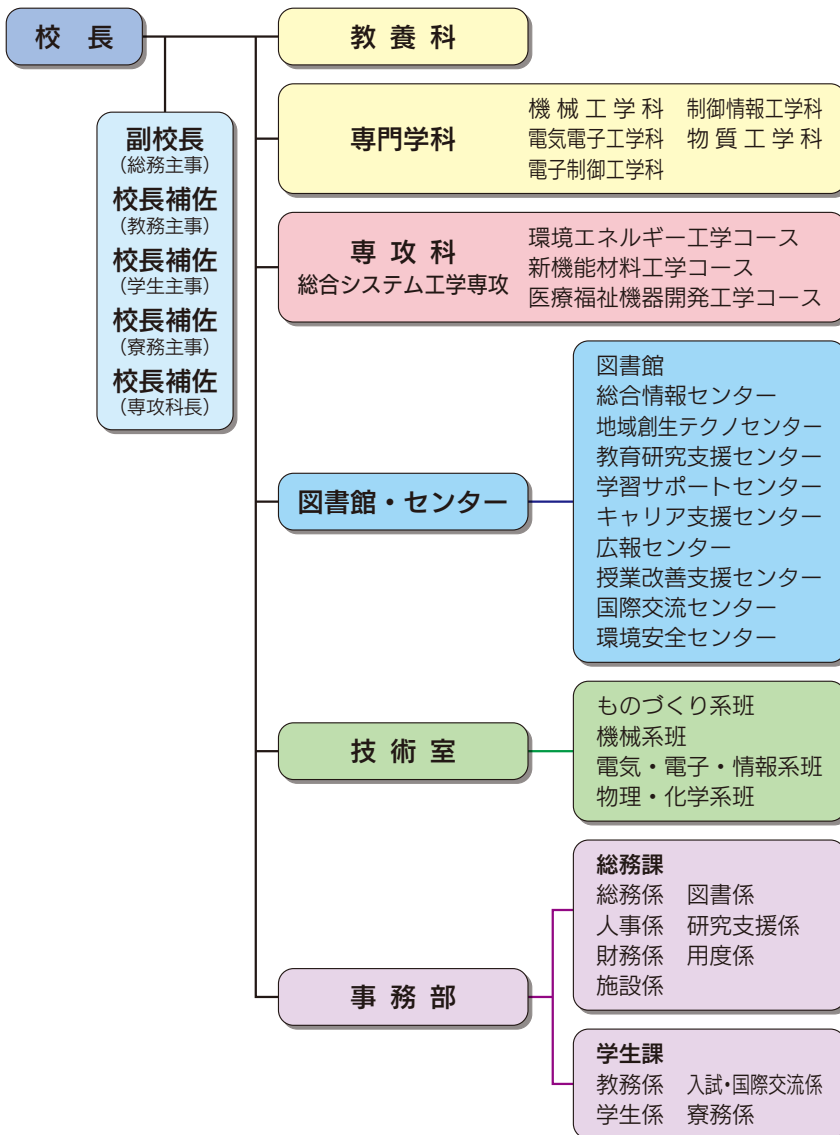 校長
教養科
副校長
(総務主事)
校長補佐
(教務主事)
校長補佐
(学生主事)
校長補佐
(寮務主事)
校長補佐
(専攻科長)
専門学科
機械工学科 制御情報工学科
電気電子工学科 物質工学科
電子制御工学科
専攻科
総合システム工学専攻
環境エネルギー工学コース
新機能材料工学コース
医療福祉機器開発工学コース
図書館・センター
図書館
総合情報センター
地域創生テクノセンター
教育研究支援センター
学習サポートセンター
キャリア支援センター
広報センター
授業改善支援センター
国際交流センター
環境安全センター
技術室
ものづくり系班
機械系班
電気・電子・情報系班
物理・化学系班
事務部
総務課
総務係 図書係
人事係 研究支援係
財務係 用度係
施設係
学生課
教務係 入試・国際交流係
学生係 寮務係